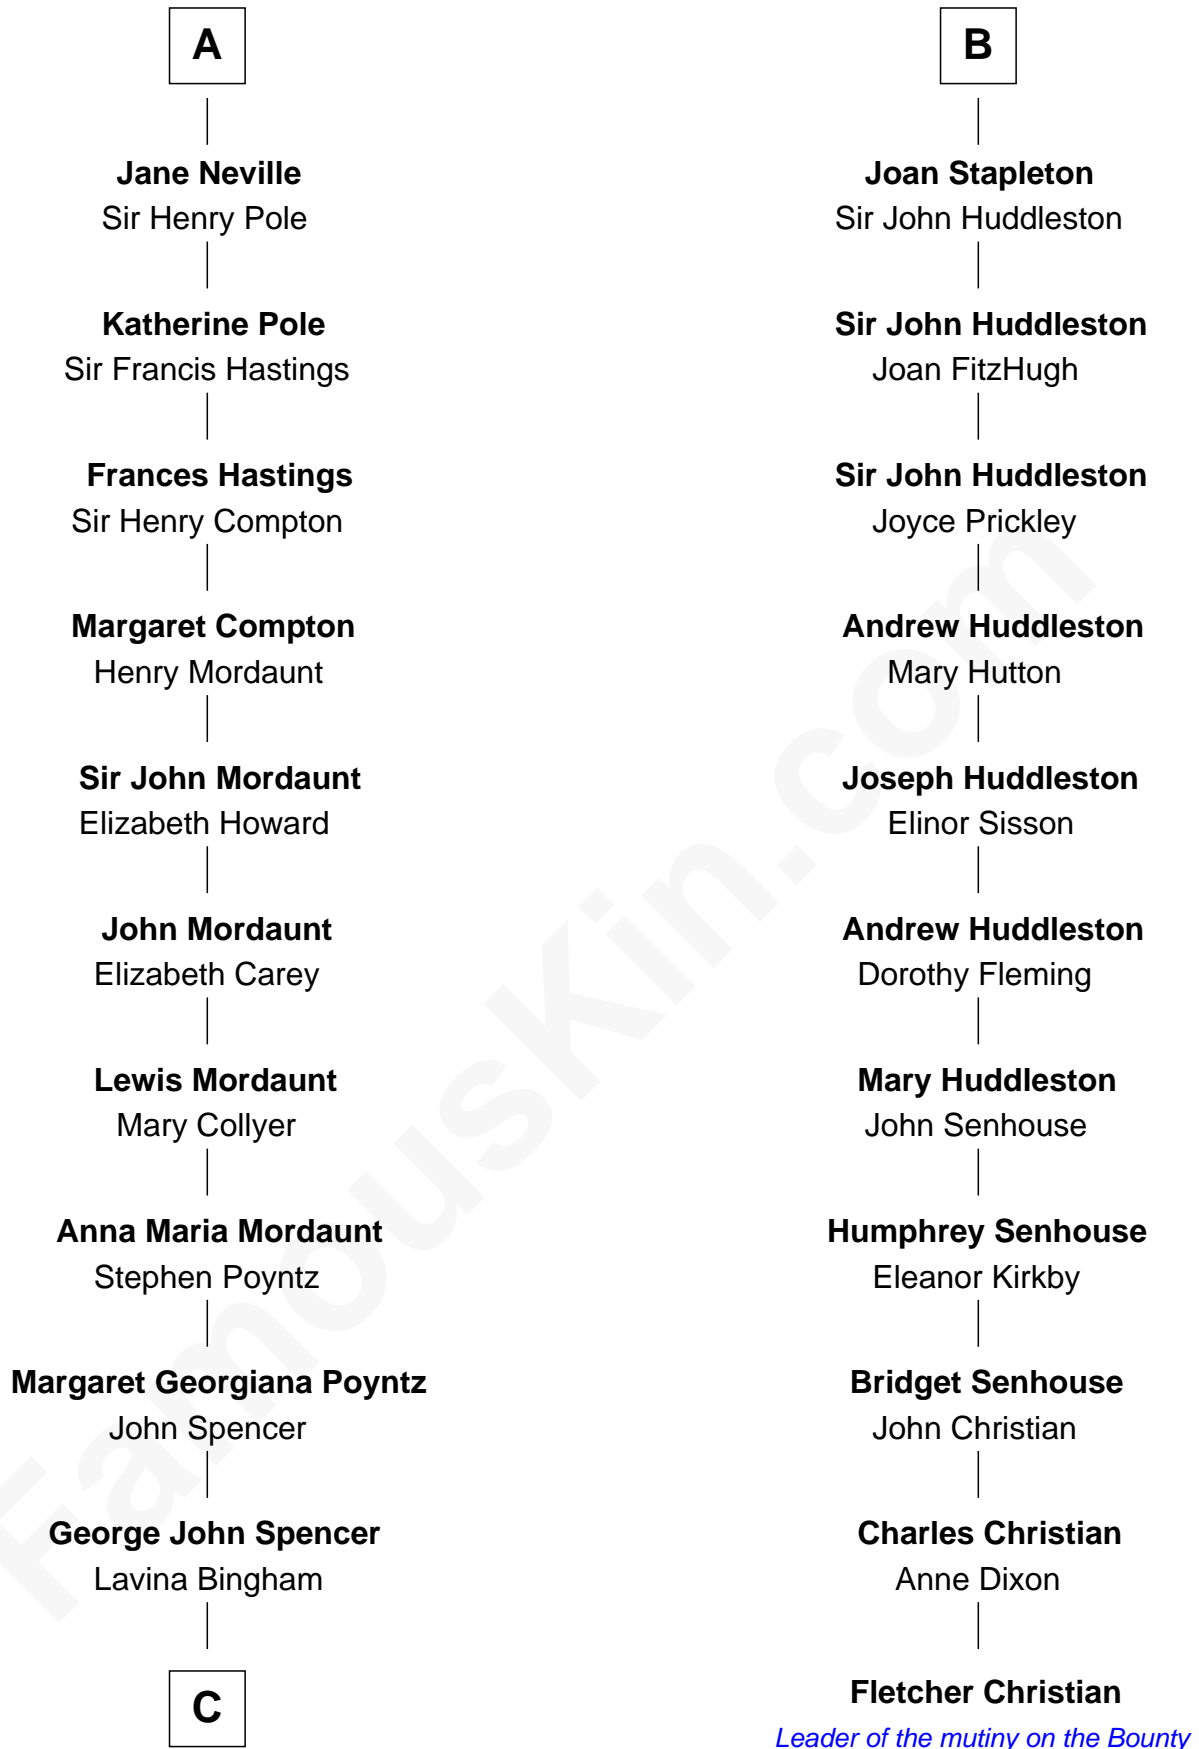 A
Jane Neville
Sir Henry Pole
Katherine Pole
Sir Francis Hastings
Frances Hastings
Sir Henry Compton
Margaret Compton
Henry Mordaunt
Sir John Mordaunt
Elizabeth Howard
John Mordaunt
Elizabeth Carey
Lewis Mordaunt
Mary Collyer
Anna Maria Mordaunt
Stephen Poyntz
Margaret Georgiana Poyntz
John Spencer
George John Spencer
Lavina Bingham
C
B
Joan Stapleton
Sir John Huddleston
Sir John Huddleston
Joan FitzHugh
Sir John Huddleston
Joyce Prickley
Andrew Huddleston
Mary Hutton
Joseph Huddleston
Elinor Sisson
Andrew Huddleston
Dorothy Fleming
Mary Huddleston
John Senhouse
Humphrey Senhouse
Eleanor Kirkby
Bridget Senhouse
John Christian
Charles Christian
Anne Dixon
Fletcher Christian
Leader of the mutiny on the Bounty
FamousKin.com